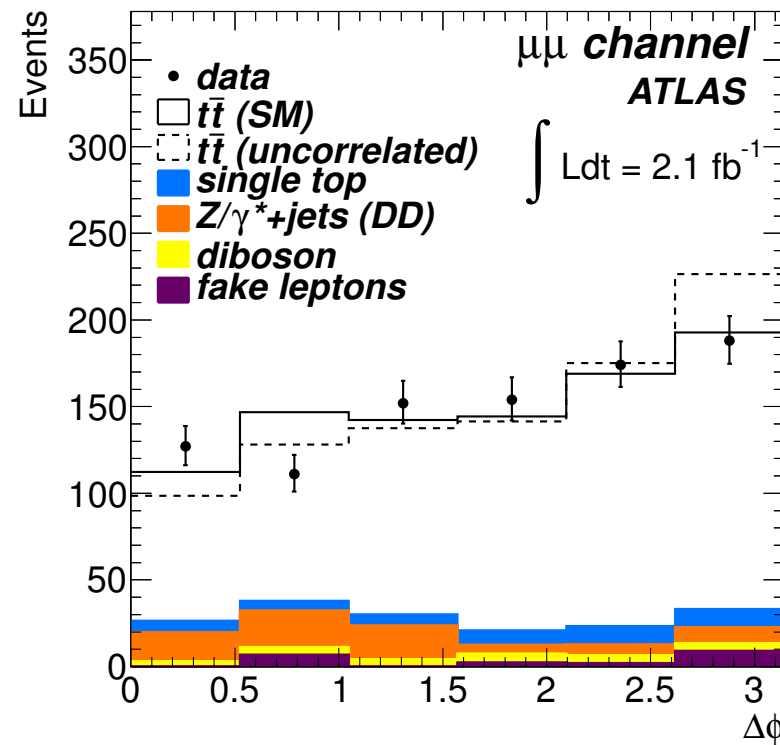 Events
350
300
250
200
150
100
50
0
0 0.5 1 1.5 2 2.5 3
Δϕ
μμ channel
ATLAS
∫ Ldt = 2.1 fb⁻¹
data
tt̄ (SM)
tt̄ (uncorrelated)
single top
Z/γ*+jets (DD)
diboson
fake leptons